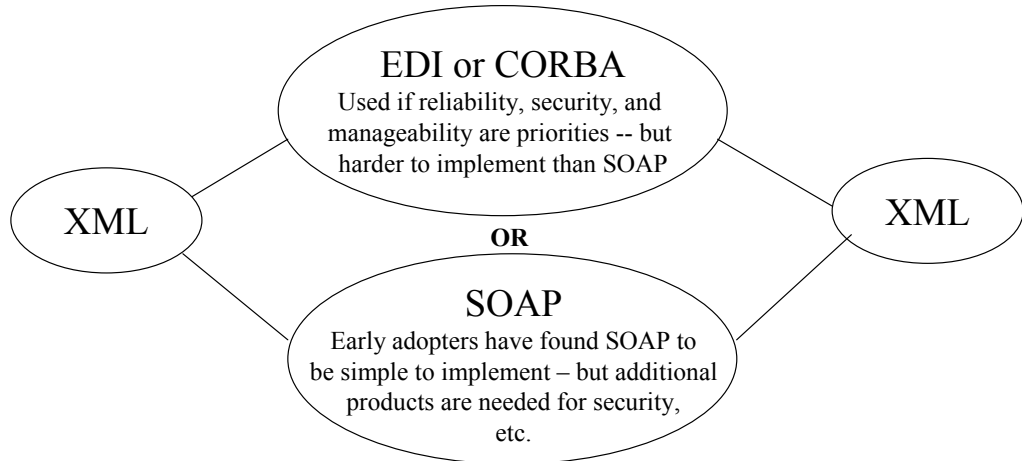 EDI or CORBA
Used if reliability, security, and
manageability are priorities -- but
harder to implement than SOAP
XML
XML
OR
SOAP
Early adopters have found SOAP to
be simple to implement – but additional
products are needed for security,
etc.